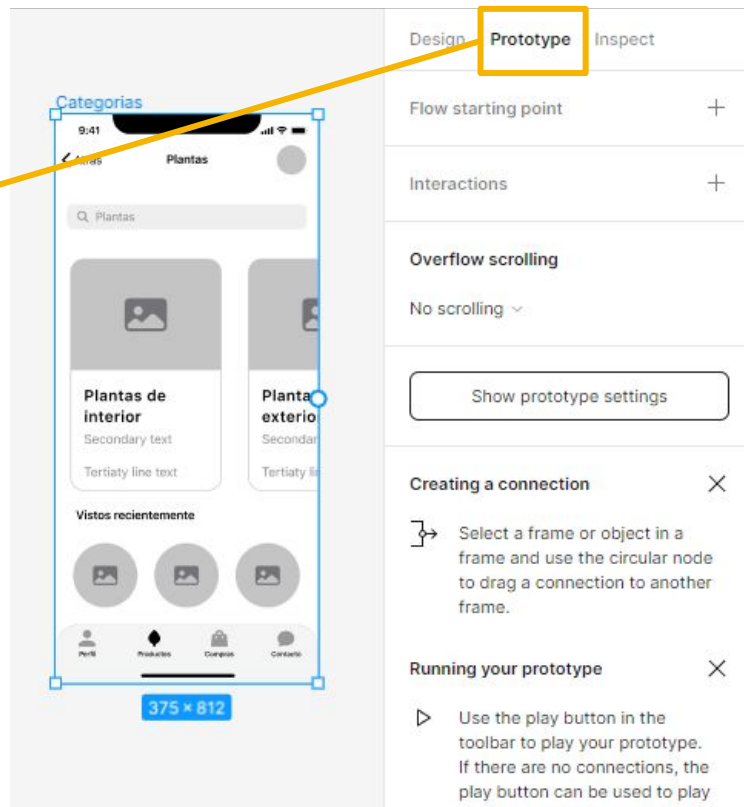 Design Prototype Inspect
Categorias
9:41
Atras Plantas
Plantas
Plantas de interior
Secondary text
Tertiaty line text
Planta
exterio
Secondar
Tertiaty li
Vistos recientemente
Perfil Productos Compras Contacto
375 × 812
Flow starting point
Interactions
Overflow scrolling
No scrolling
Show prototype settings
Creating a connection
Select a frame or object in a
frame and use the circular node
to drag a connection to another
frame.
Running your prototype
Use the play button in the
toolbar to play your prototype.
If there are no connections, the
play button can be used to play